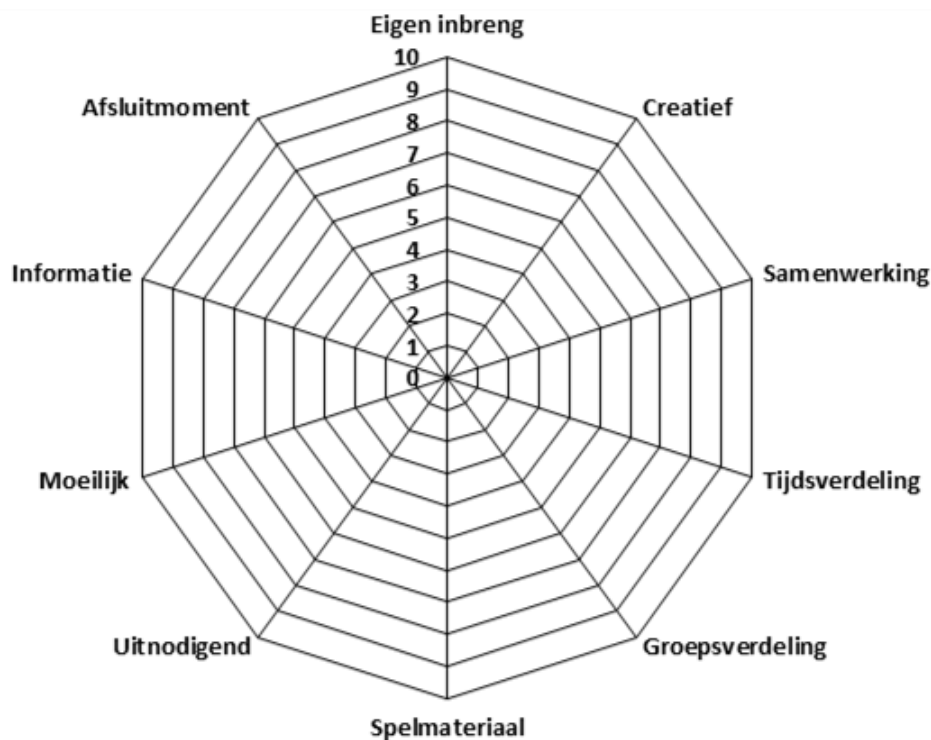 Eigen inbreng
10
Afsluitmoment
9
Creatief
8
7
6
5
4
3
Informatie
Samenwerking
2
1
0
Moeilijk
Tijdsverdeling
Uitnodigend
Groepsverdeling
Spelmateriaal